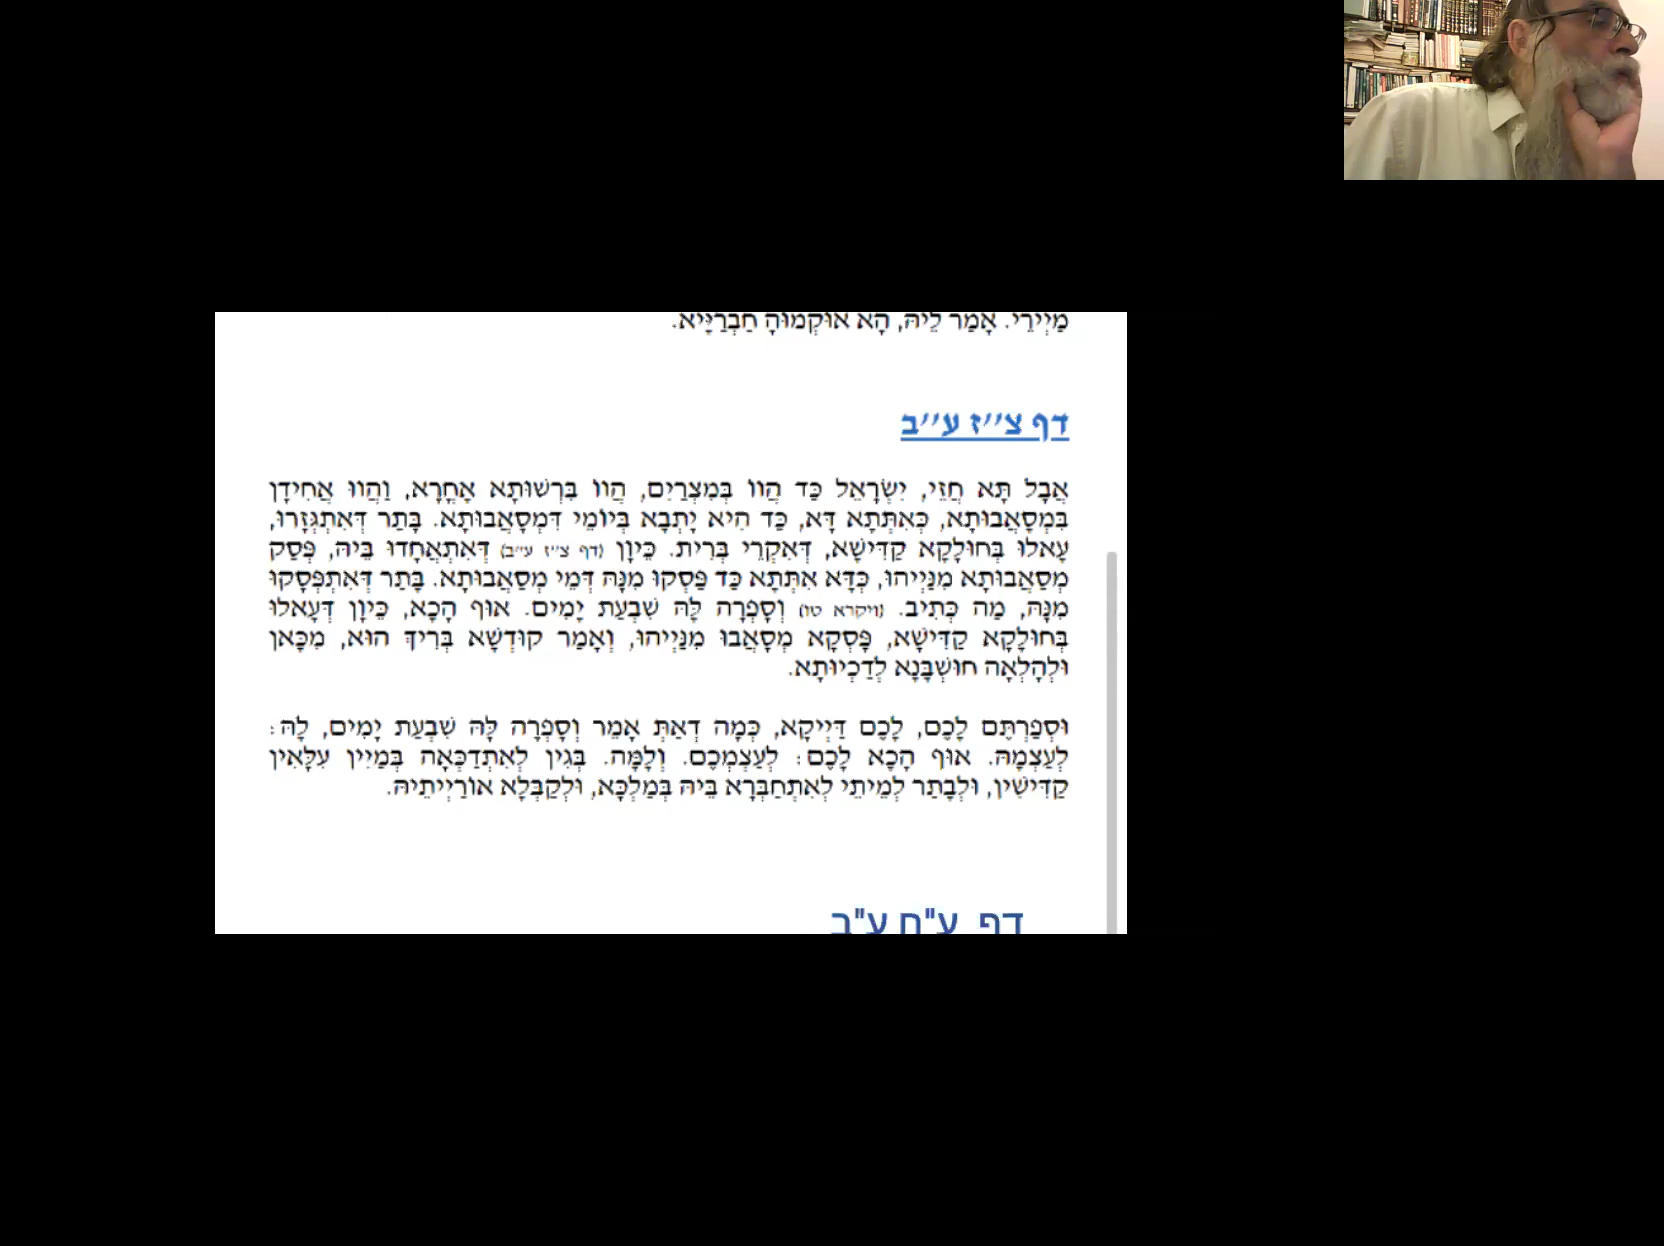 מַיְירֵי. אָמַר לֵיהּ, הָא אוּקְמוּהָ חַבְרַיָּיא.
דף צ׳׳ז ע׳׳ב
אֲבָל תָּא חֲזֵי, יִשְׂרָאֵל כַּד הֲווֹ בְּמִצְרַיִם, הֲווֹ בִּרְשׁוּתָא אָחֳרָא, וַהֲווּ אֲחִידָן
בִּמְסָאֲבוּתָא, כְּאִתְּתָא דָּא, כַּד הִיא יָתְבָא בְּיוֹמֵי דִּמְסָאֲבוּתָא. בָּתַר דְּאִתְגְּזָרוּ,
עָאלוּ בְּחוּלָקָא קַדִּישָׁא, דְּאִקְרֵי בְּרִית. כֵּיוָן (דף צ״ז ע״ב) דְּאִתְאֲחָדוּ בֵּיהּ, פְּסַק
מְסָאֲבוּתָא מִנַּיְיהוּ, כְּדָּא אִתְּתָא כַּד פַּסְקוּ מִנָּהּ דְּמֵי מְסַאֲבוּתָא. בָּתַר דְּאִתְפְּסָקוּ
מִנָּהּ, מַה כְּתִיב. (ויקרא טו) וְסָפְרָה לָּהּ שִׁבְעַת יָמִים. אוּף הָכָא, כֵּיוָן דְּעָאלוּ
בְּחוּלָקָא קַדִּישָׁא, פָּסְקָא מְסָאֲבוּ מִנַּיְיהוּ, וְאָמַר קוּדְשָׁא בְּרִיךְ הוּא, מִכָּאן
וּלְהָלְאָה חוּשְׁבָּנָא לְדַכְיוּתָא.
וּסְפַרְתֶּם לָכֶם, לָכֶם דַּיְיקָא, כְּמָה דְאַתְּ אָמֵר וְסָפְרָה לָּהּ שִׁבְעַת יָמִים, לָהּ:
לְעַצְמָהּ. אוּף הָכָא לָכֶם: לְעַצְמְכֶם. וְלָמָּה. בְּגִין לְאִתְדַכְּאָה בְּמַיִין עִלָּאִין
קַדִּישִׁין, וּלְבָתַר לְמֵיתֵי לְאִתְחַבְּרָא בֵּיהּ בְּמַלְכָּא, וּלְקַבְּלָא אוֹרַיְיתֵיהּ.
דף ע"ח ע"ב